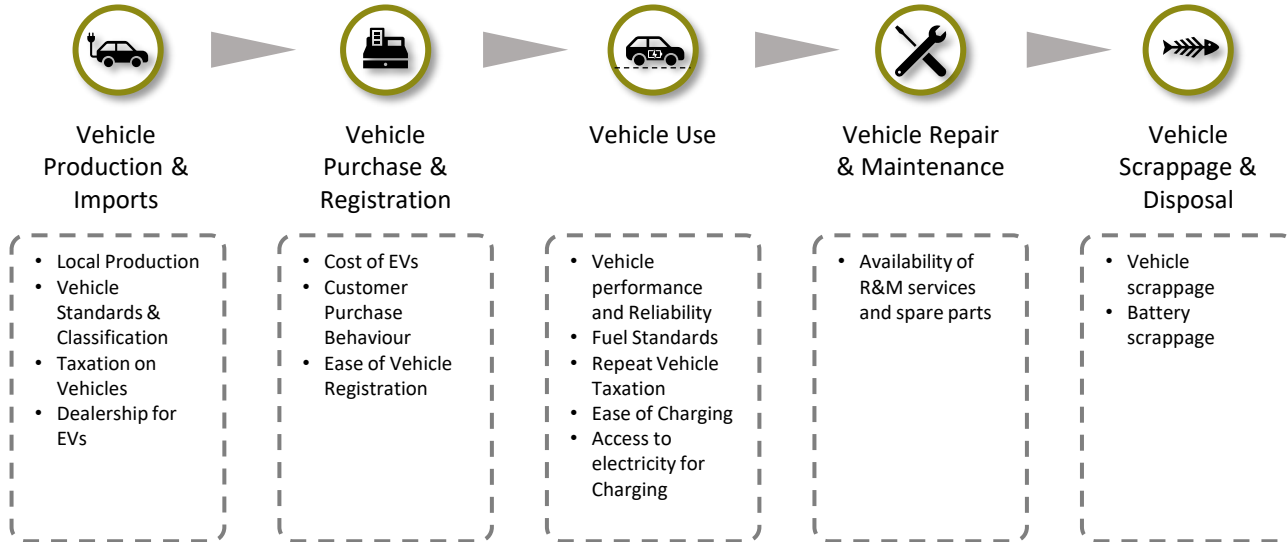 Vehicle
Production &
Imports
Vehicle
Purchase &
Registration
Vehicle Use
Vehicle Repair
& Maintenance
Vehicle
Scrappage &
Disposal
• Local Production
• Vehicle
Standards &
Classification
• Taxation on
Vehicles
• Dealership for
EVs
• Cost of EVs
• Customer
Purchase
Behaviour
• Ease of Vehicle
Registration
• Vehicle
performance
and Reliability
• Fuel Standards
• Repeat Vehicle
Taxation
• Ease of Charging
• Access to
electricity for
Charging
• Availability of
R&M services
and spare parts
• Vehicle
scrappage
• Battery
scrappage